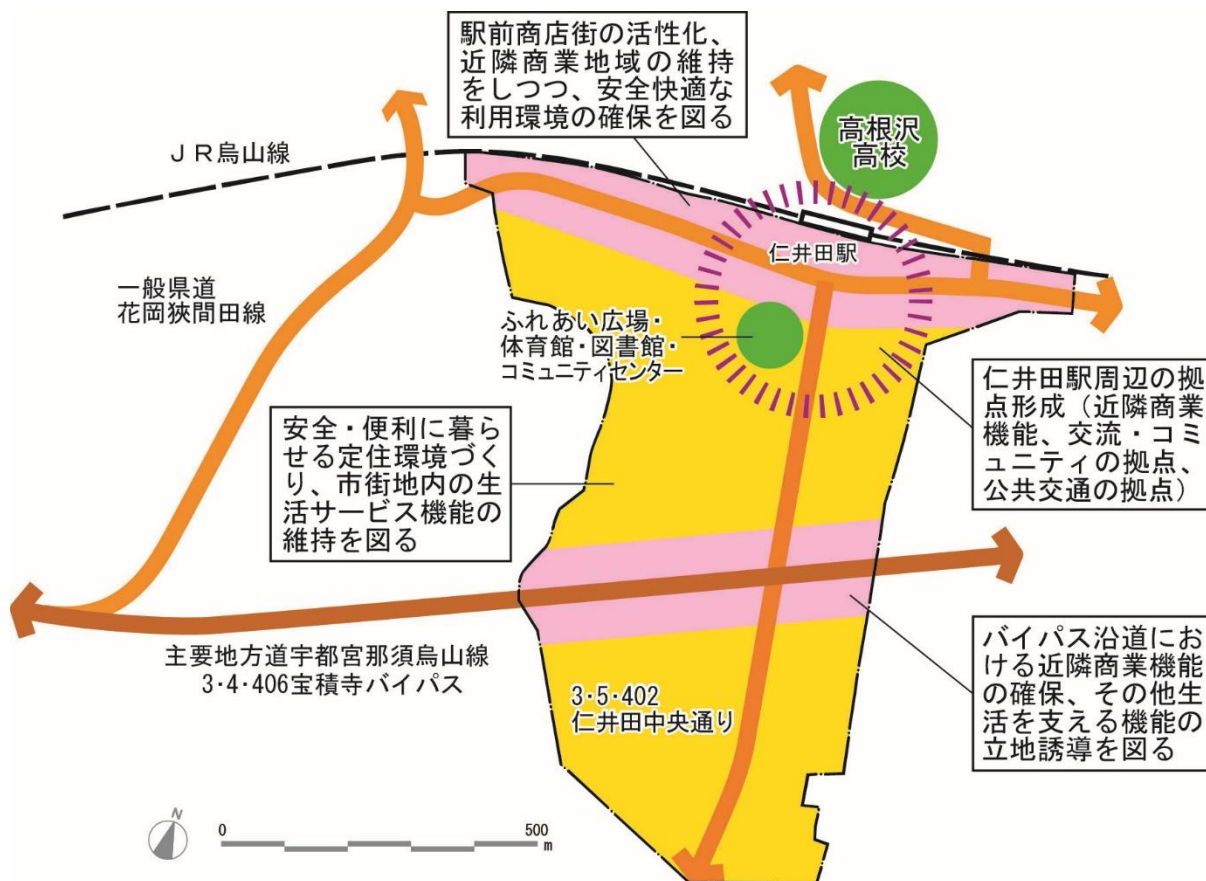 駅前商店街の活性化、
近隣商業地域の維持
をしつつ、安全快適な
利用環境の確保を図る
高根沢
高校
JR烏山線
仁井田駅
一般県道
花岡狭間田線
ふれあい広場・
体育館・図書館・
コミュニティセンター
仁井田駅周辺の拠
点形成（近隣商業
機能、交流・コミ
ュニティの拠点、
公共交通の拠点）
安全・便利に暮ら
せる定住環境づく
り、市街地内の生
活サービス機能の
維持を図る
主要地方道宇都宮那須烏山線
3・4・406宝積寺バイパス
3・5・402
仁井田中央通り
バイパス沿道にお
ける近隣商業機能
の確保、その他生
活を支える機能の
立地誘導を図る
N
0 500
m